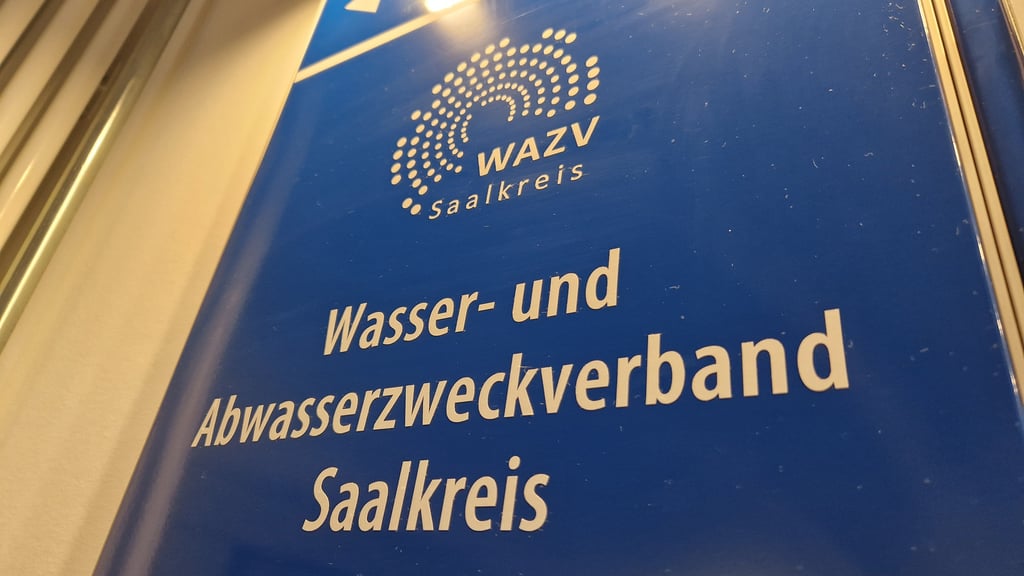 WAZV
Saalkreis
Wasser- und
Abwasserzweckverband
Saalkreis